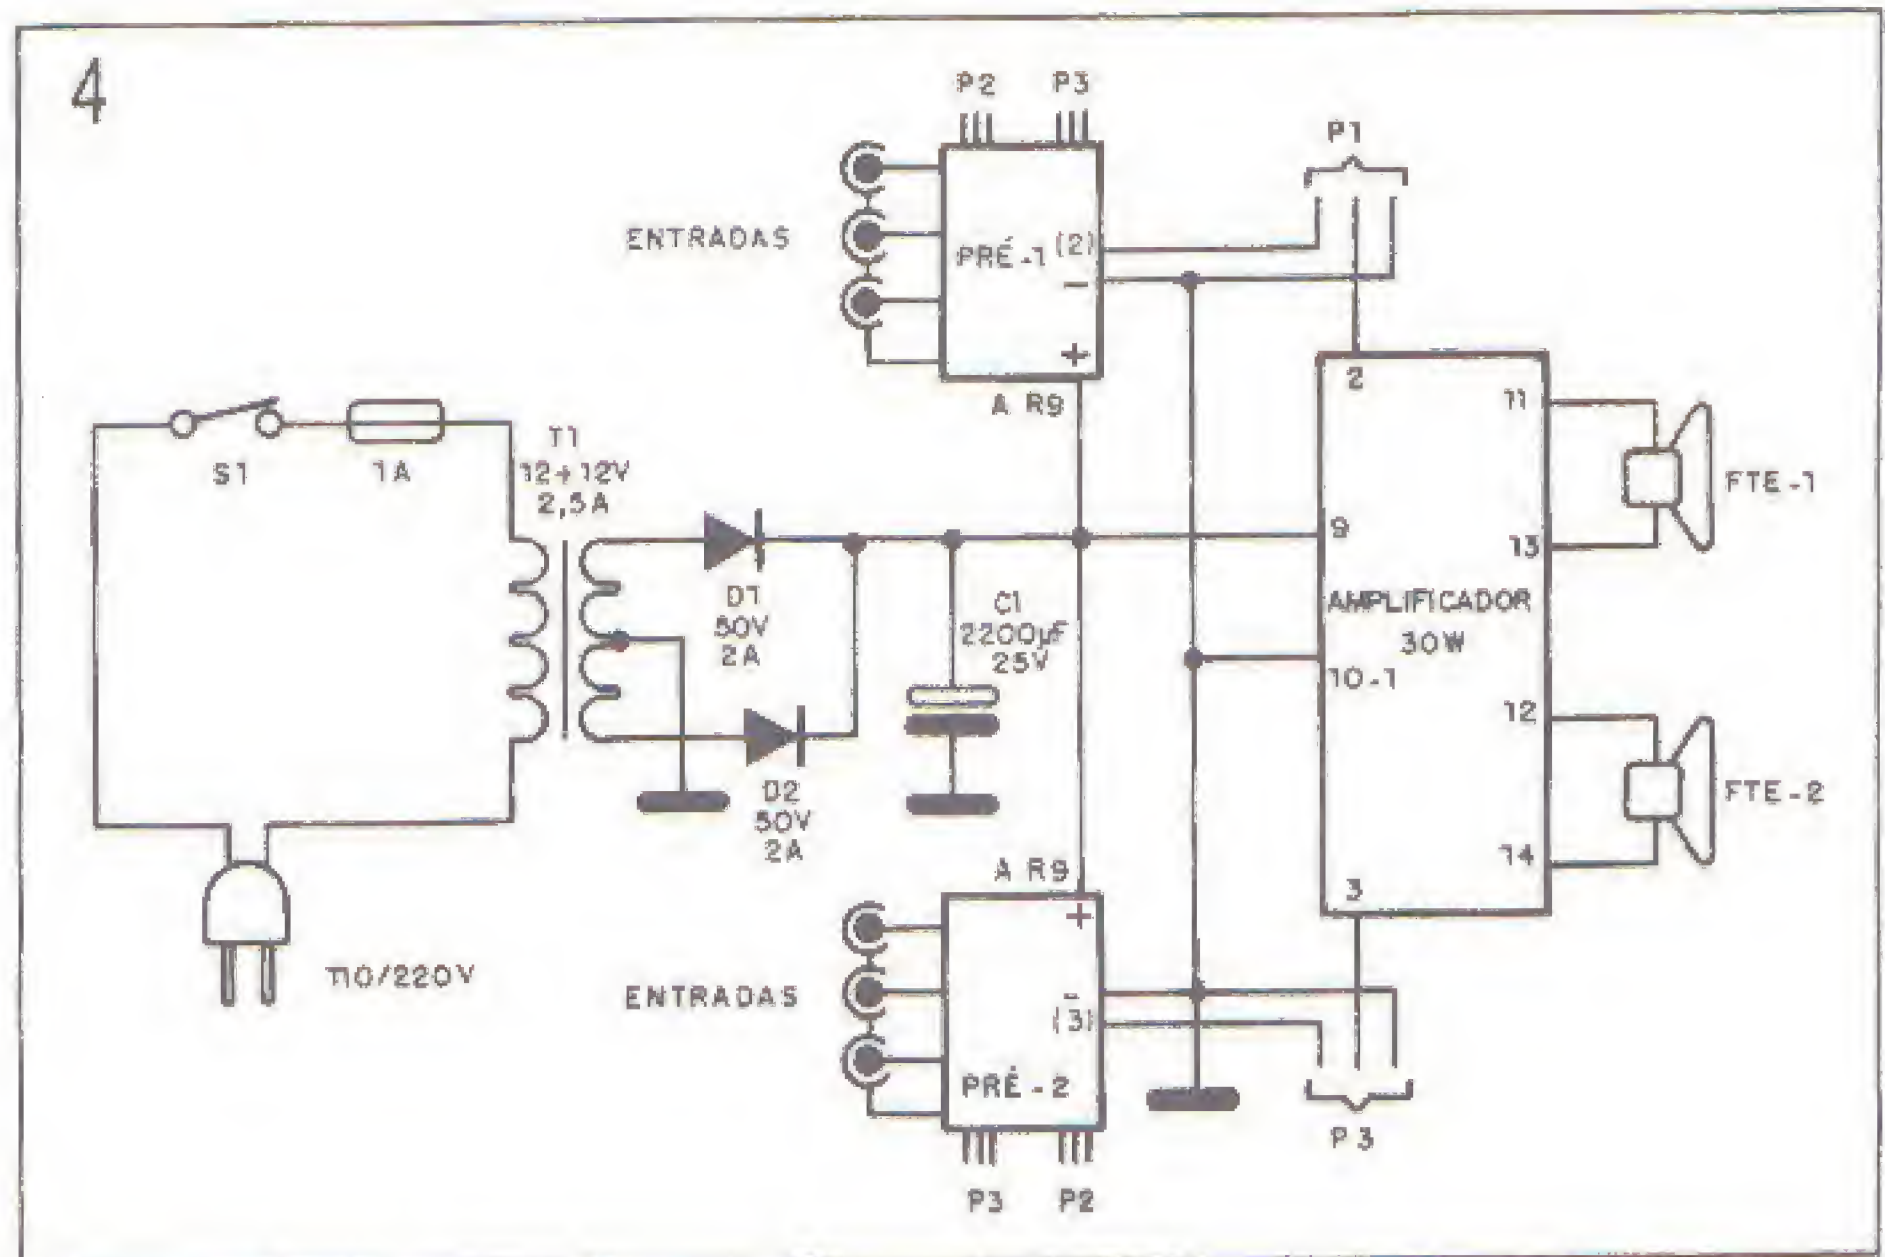 4
P2 P3
P1
ENTRADAS
PRÉ-1 (2)
-
+
A R9
2
11
S1
1A
T1
12+12V
2,5A
FTE-1
9
13
D1
50V
2A
C1
2200µF
25V
AMPLIFICADOR
30W
10-1
12
D2
50V
2A
FTE-2
14
A R9
3
+
110/220V
ENTRADAS
-
(3)
PRÉ-2
P3
P3 P2